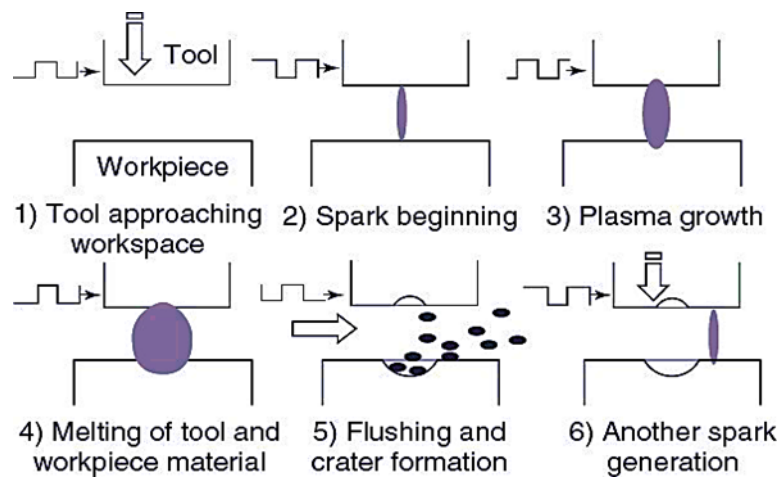 Tool
Workpiece
1) Tool approaching
workspace
2) Spark beginning
3) Plasma growth
4) Melting of tool and
workpiece material
5) Flushing and
crater formation
6) Another spark
generation